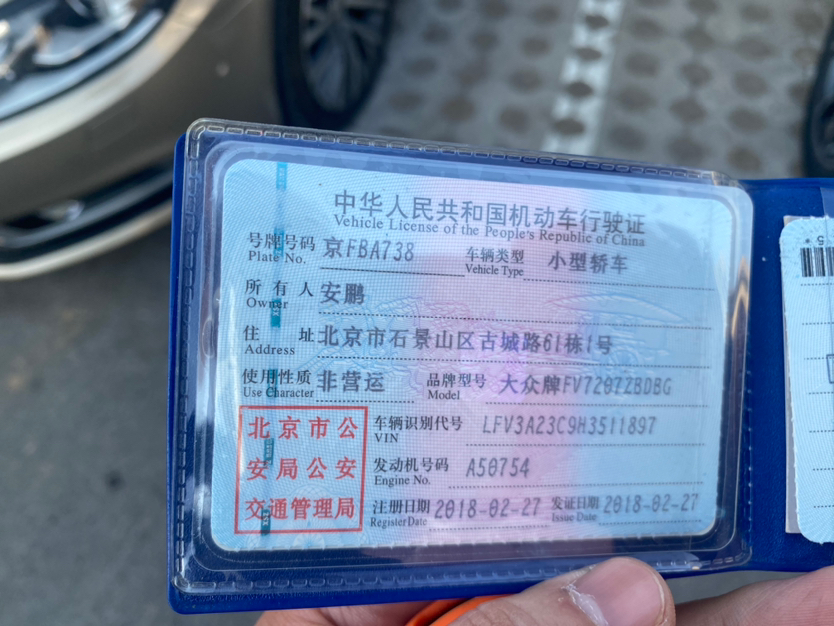 中华人民共和国机动车行驶证
Vehicle License of the People's Republic of China
号牌号码 京FBA738 车辆类型 小型轿车
Plate No. Vehicle Type
所有人 安鹏
Owner
住址 北京市石景山区古城路61栋1号
Address
使用性质 非营运 品牌型号 大众牌FV7207ZBDBG
Use Character Model
北京市公
安局公安
交通管理局
车辆识别代号 LFV3A23C9H3511897
VIN
发动机号码 A50754
Engine No.
注册日期 2018-02-27 发证日期 2018-02-27
Register Date Issue Date